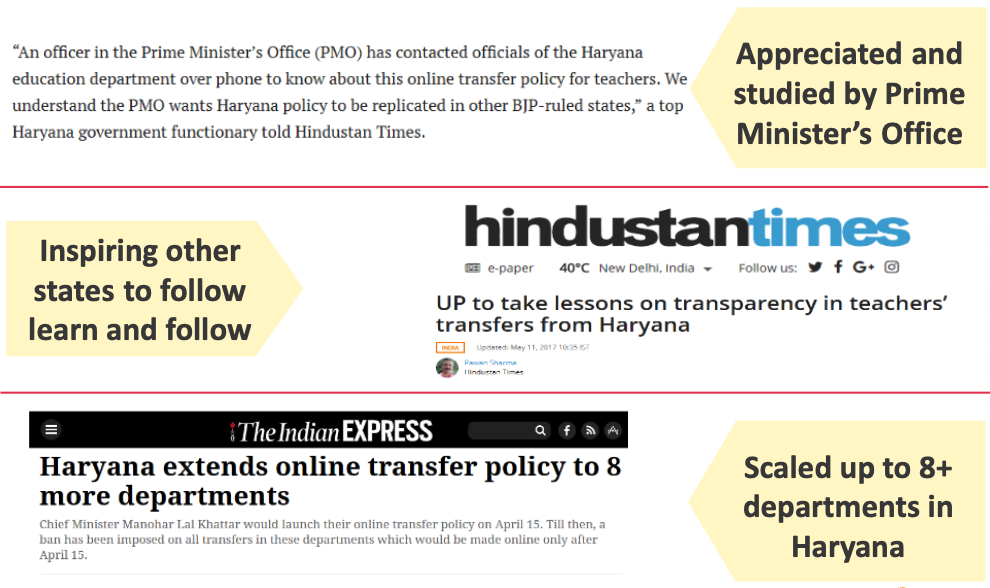 “An officer in the Prime Minister’s Office (PMO) has contacted officials of the Haryana
education department over phone to know about this online transfer policy for teachers. We
understand the PMO wants Haryana policy to be replicated in other BJP-ruled states,” a top
Haryana government functionary told Hindustan Times.
Appreciated and
studied by Prime
Minister’s Office
Inspiring other
states to follow
learn and follow
hindustantimes
e-paper 40°C New Delhi, India Follow us:
UP to take lessons on transparency in teachers’
transfers from Haryana
INDIA Updated: May 11, 2017 10:35 IST
Pawan Sharma
Hindustan Times
The Indian EXPRESS
Haryana extends online transfer policy to 8
more departments
Chief Minister Manohar Lal Khattar would launch their online transfer policy on April 15. Till then, a
ban has been imposed on all transfers in these departments which would be made online only after
April 15.
Scaled up to 8+
departments in
Haryana